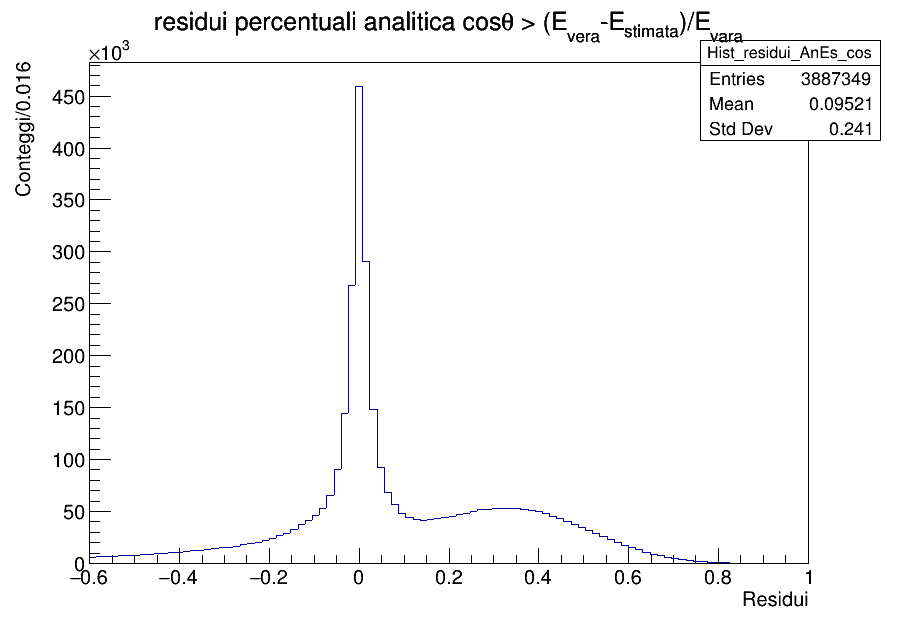 residui percentuali analitica cosθ > (E_vera-E_stimata)/E_vara
×10³
Hist_residui_AnEs_cos
Entries 3887349
Mean 0.09521
Std Dev 0.241
Conteggi/0.016
450
400
350
300
250
200
150
100
50
0
−0.6 −0.4 −0.2 0 0.2 0.4 0.6 0.8 1
Residui